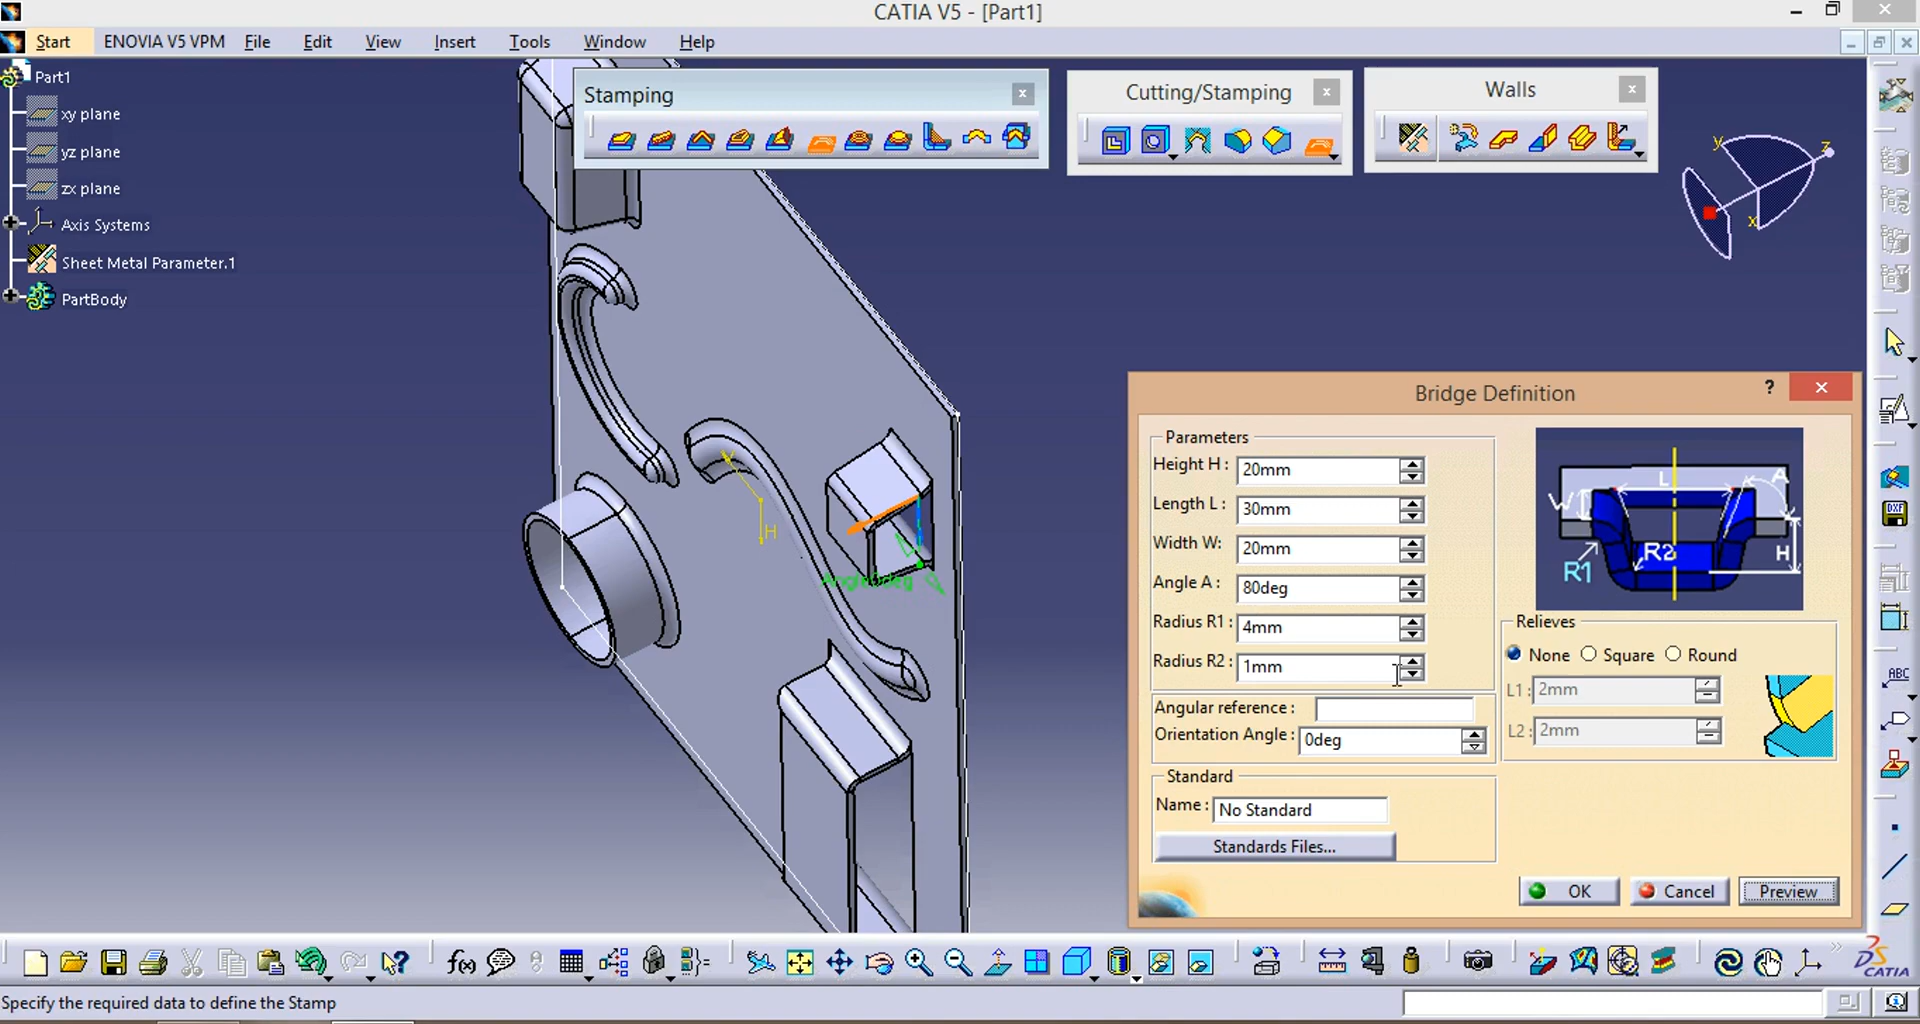 CATIA V5 - [Part1]
Start
ENOVIA V5 VPM
File
Edit
View
Insert
Tools
Window
Help
Part1
xy plane
yz plane
zx plane
Axis Systems
Sheet Metal Parameter.1
PartBody
Stamping
Cutting/Stamping
Walls
y
z
x
V
H
Angle0deg
Bridge Definition
?
Parameters
Height H :
20mm
Length L :
30mm
Width W:
20mm
Angle A :
80deg
Radius R1 :
4mm
Radius R2 :
1mm
Angular reference :
Orientation Angle :
0deg
Standard
Name :
No Standard
Standards Files...
W
L
A
R2
H
R1
Relieves
None
Square
Round
L1 :
2mm
L2 :
2mm
OK
Cancel
Preview
DXF
ABC
f(x)
CATIA
Specify the required data to define the Stamp